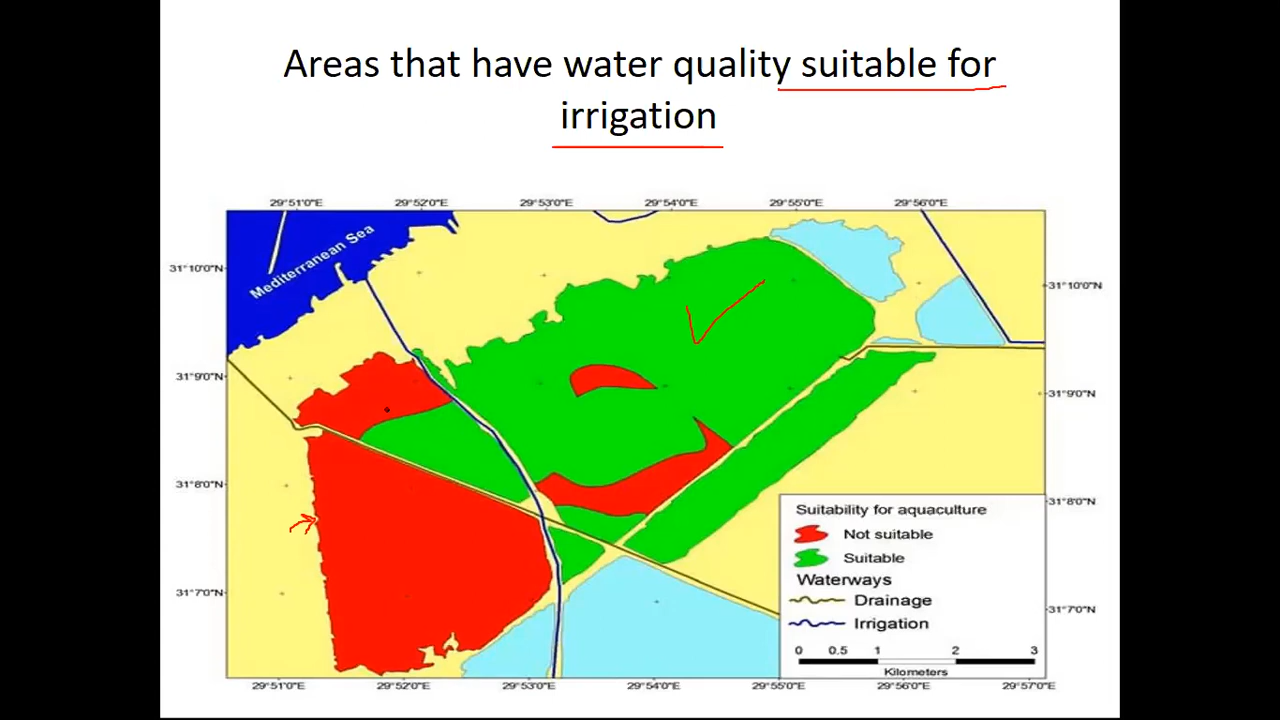 Areas that have water quality suitable for
irrigation
29°51'0"E 29°52'0"E 29°53'0"E 29°54'0"E 29°55'0"E 29°56'0"E
Mediterranean Sea
31°10'0"N 31°10'0"N
31°9'0"N 31°9'0"N
31°8'0"N 31°8'0"N
31°7'0"N 31°7'0"N
Suitability for aquaculture
Not suitable
Suitable
Waterways
Drainage
Irrigation
0 0.5 1 2 3
Kilometers
29°51'0"E 29°52'0"E 29°53'0"E 29°54'0"E 29°55'0"E 29°56'0"E 29°57'0"E